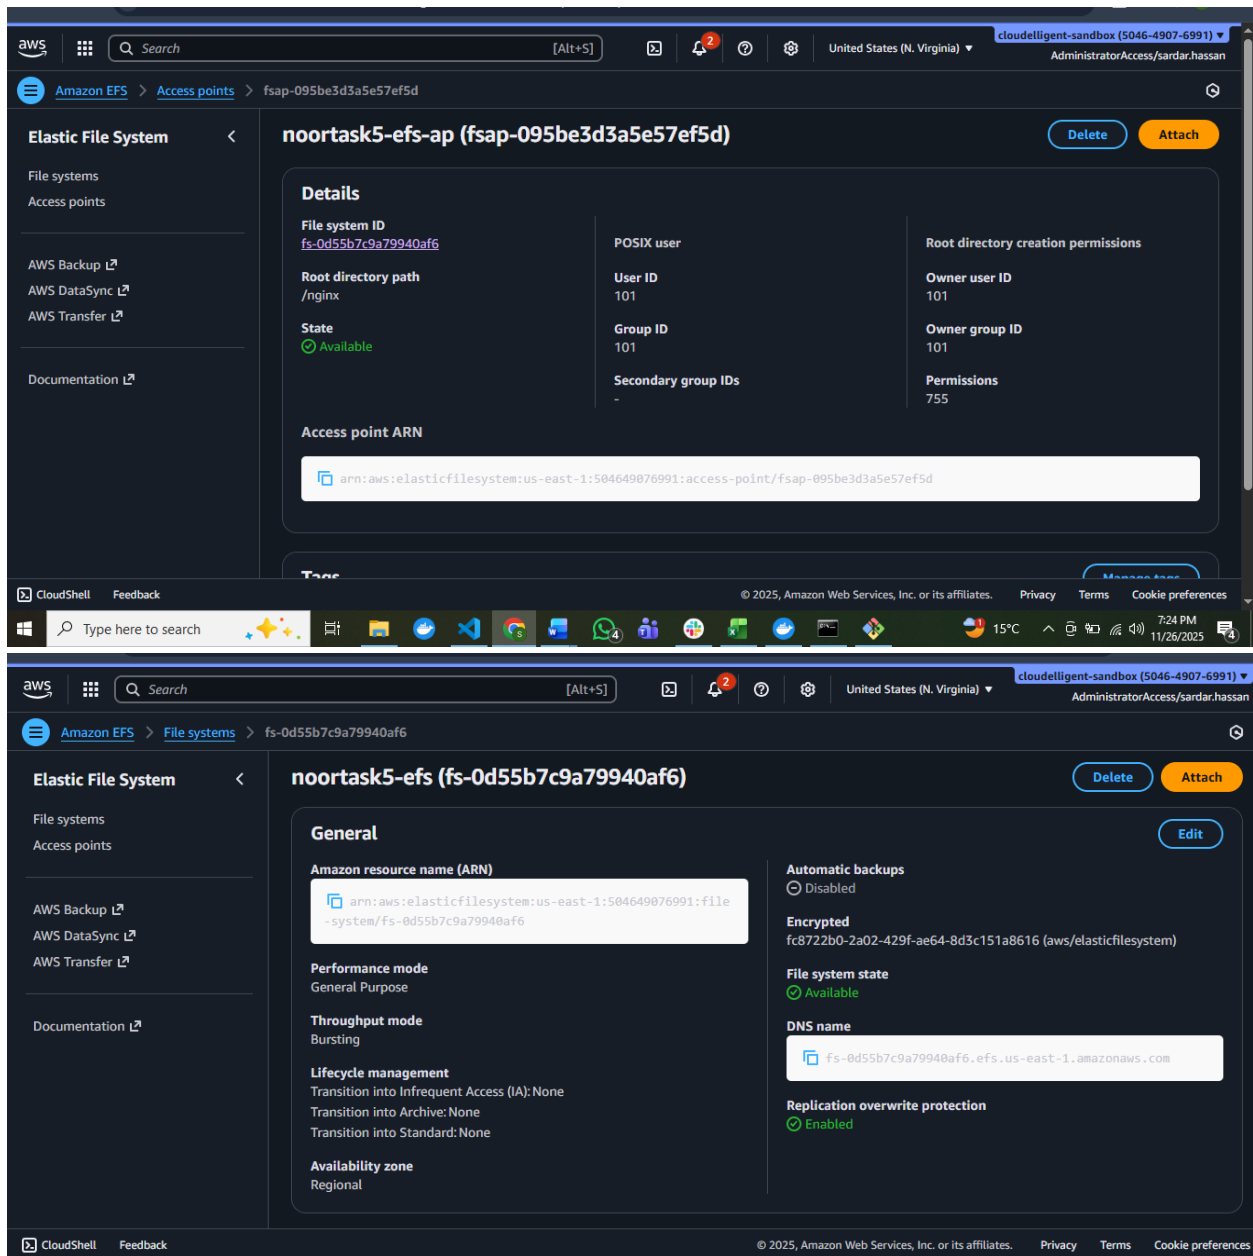 aws
Search [Alt+S]
2
United States (N. Virginia) ▼
cloudelligent-sandbox (5046-4907-6991) ▼
AdministratorAccess/sardar.hassan
Amazon EFS > Access points > fsap-095be3d3a5e57ef5d
Elastic File System
File systems
Access points
AWS Backup
AWS DataSync
AWS Transfer
Documentation
noortask5-efs-ap (fsap-095be3d3a5e57ef5d)
Delete
Attach
Details
File system ID
fs-0d55b7c9a79940af6
Root directory path
/nginx
State
Available
POSIX user
User ID
101
Group ID
101
Secondary group IDs
-
Root directory creation permissions
Owner user ID
101
Owner group ID
101
Permissions
755
Access point ARN
arn:aws:elasticfilesystem:us-east-1:504649076991:access-point/fsap-095be3d3a5e57ef5d
Tags
Manage tags
CloudShell Feedback
© 2025, Amazon Web Services, Inc. or its affiliates. Privacy Terms Cookie preferences
Type here to search
4
15°C
7:24 PM
11/26/2025
4
aws
Search [Alt+S]
2
United States (N. Virginia) ▼
cloudelligent-sandbox (5046-4907-6991) ▼
AdministratorAccess/sardar.hassan
Amazon EFS > File systems > fs-0d55b7c9a79940af6
Elastic File System
File systems
Access points
AWS Backup
AWS DataSync
AWS Transfer
Documentation
noortask5-efs (fs-0d55b7c9a79940af6)
Delete
Attach
General
Edit
Amazon resource name (ARN)
arn:aws:elasticfilesystem:us-east-1:504649076991:file
-system/fs-0d55b7c9a79940af6
Performance mode
General Purpose
Throughput mode
Bursting
Lifecycle management
Transition into Infrequent Access (IA): None
Transition into Archive: None
Transition into Standard: None
Availability zone
Regional
Automatic backups
Disabled
Encrypted
fc8722b0-2a02-429f-ae64-8d3c151a8616 (aws/elasticfilesystem)
File system state
Available
DNS name
fs-0d55b7c9a79940af6.efs.us-east-1.amazonaws.com
Replication overwrite protection
Enabled
CloudShell Feedback
© 2025, Amazon Web Services, Inc. or its affiliates. Privacy Terms Cookie preferences